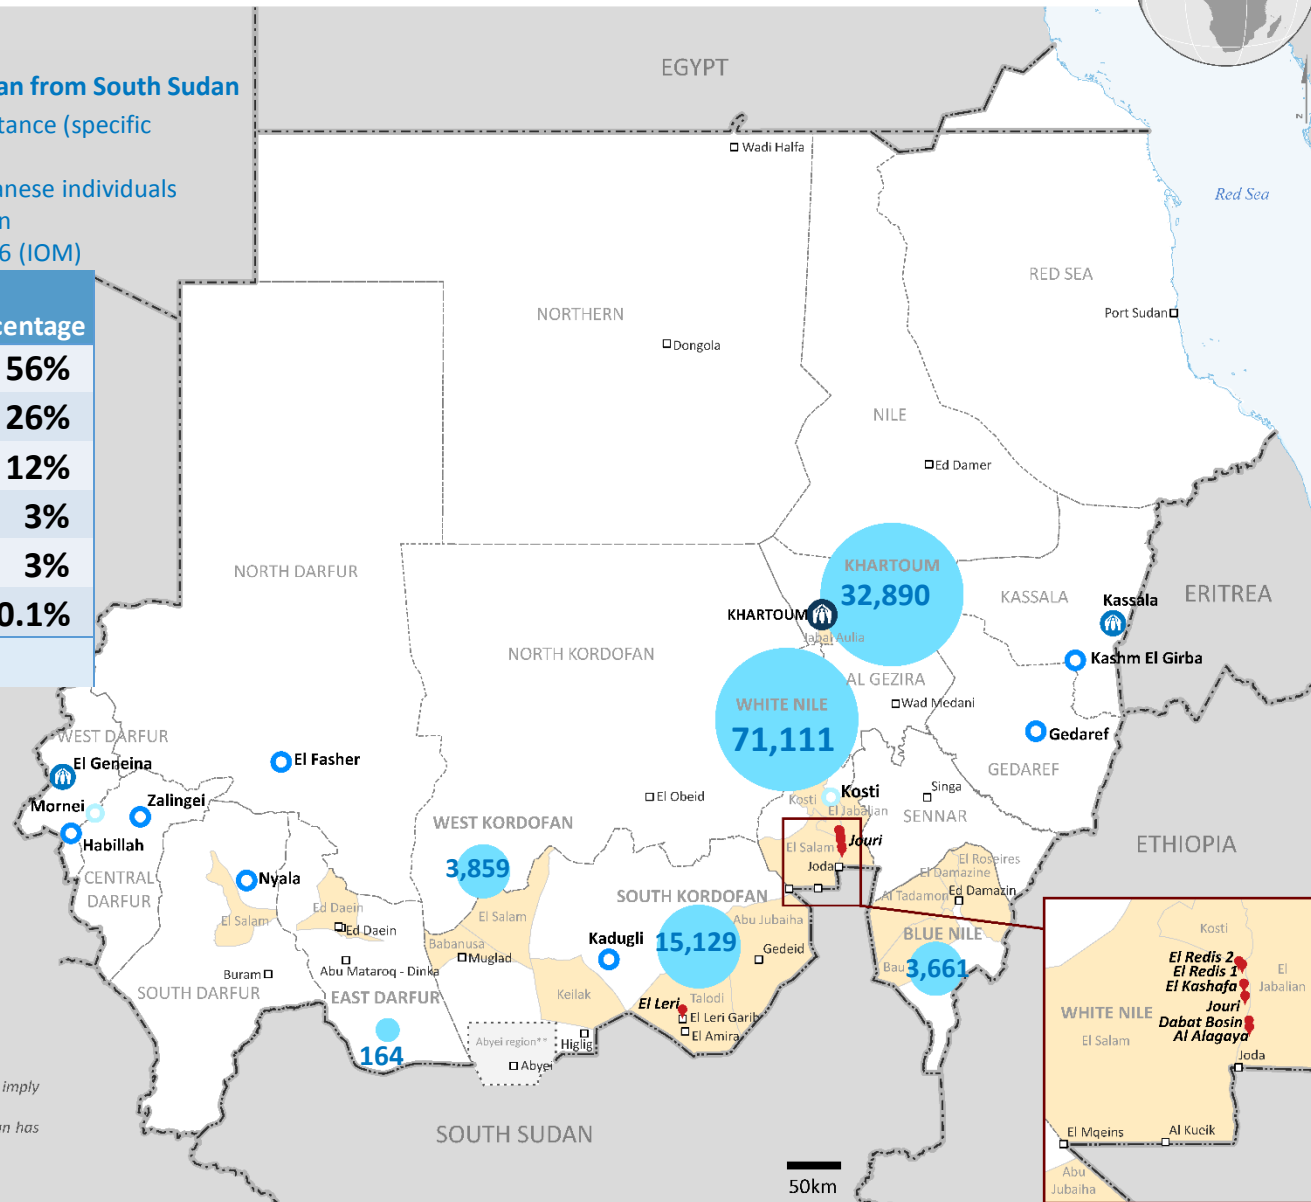 EGYPT
an from South Sudan
tance (specific
anese individuals
n
6 (IOM)
centage
56%
26%
12%
3%
3%
0.1%
N
Red Sea
Wadi Halfa
RED SEA
Port Sudan
NORTHERN
Dongola
NILE
Ed Damer
NORTH DARFUR
KHARTOUM
32,890
KHARTOUM
Jabal Aulia
KASSALA
Kassala
ERITREA
Kashm El Girba
NORTH KORDOFAN
AL GEZIRA
Wad Medani
WHITE NILE
71,111
Gedaref
GEDAREF
WEST DARFUR
El Geneina
El Fasher
Mornei
Zalingei
Habillah
CENTRAL
DARFUR
Nyala
El Salam
Ed Daein
Ed Daein
El Obeid
Kosti
Kosti
El Jabalian
Singa
SENNAR
ETHIOPIA
WEST KORDOFAN
3,859
El Salam
Jouri
Joda
El Roseires
El Damazine
Al Tadamon
Ed Damazin
SOUTH KORDOFAN
Abu Jubaiha
El Salam
Babanusa
Muglad
Kadugli
15,129
Gedeid
BLUE NILE
Bau
3,661
Buram
Abu Mataroq - Dinka
SOUTH DARFUR
EAST DARFUR
Keilak
El Leri
Talodi
El Leri Garib
El Amira
164
Abyei region**
Higlig
Abyei
SOUTH SUDAN
50km
Kosti
El Redis 2
El Redis 1
El Kashafa
El
Jabalian
Jouri
WHITE NILE
Dabat Bosin
Al Alagaya
El Salam
Joda
El Mqeins
Al Kueik
Abu
Jubaiha
imply
an has